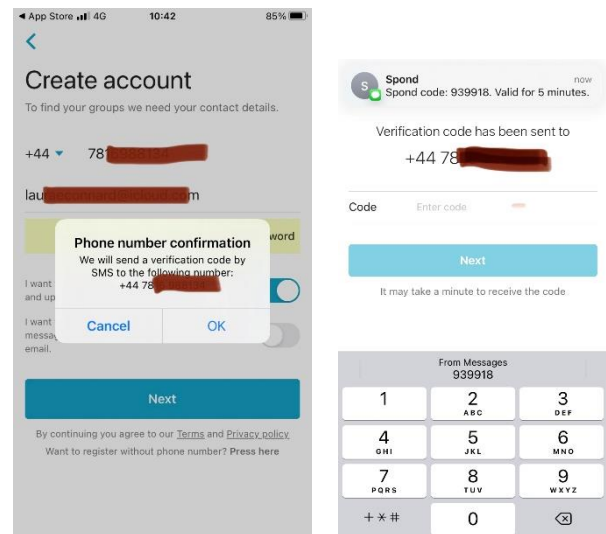 App Store 4G 10:42 85%
Create account
To find your groups we need your contact details.
+44 78
lau m
word
Phone number confirmation
We will send a verification code by
SMS to the following number:
+44 78
Cancel OK
I want
and up
I want
messag
email.
Next
By continuing you agree to our Terms and Privacy policy
Want to register without phone number? Press here
S
Spond now
Spond code: 939918. Valid for 5 minutes.
Verification code has been sent to
+44 78
Code Enter code
Next
It may take a minute to receive the code
From Messages
939918
1 2 3
ABC DEF
4 5 6
GHI JKL MNO
7 8 9
PQRS TUV WXYZ
+*# 0